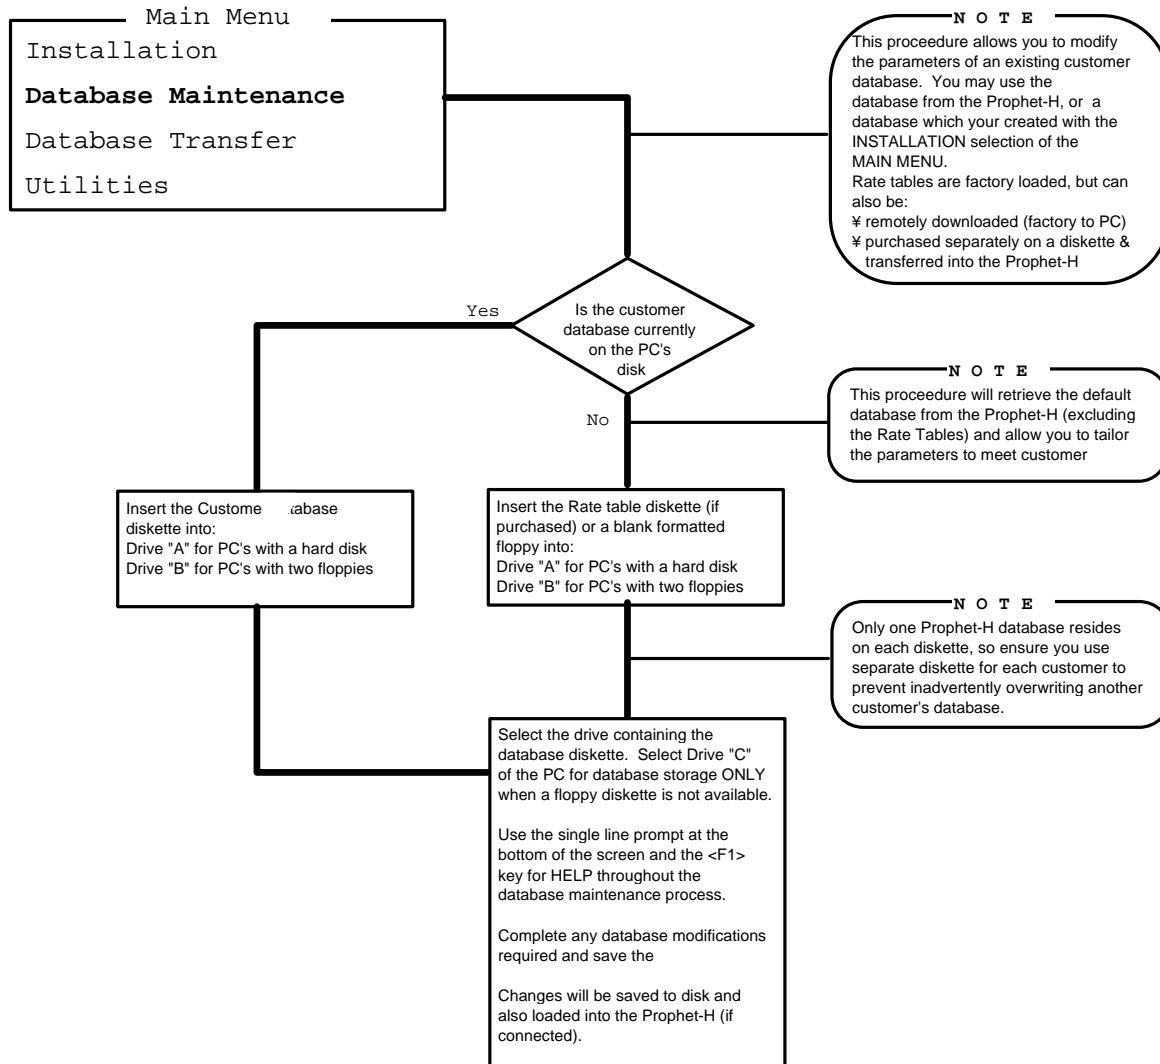 Main Menu
Installation
Database Maintenance
Database Transfer
Utilities
N O T E
This proceedure allows you to modify
the parameters of an existing customer
database. You may use the
database from the Prophet-H, or a
database which your created with the
INSTALLATION selection of the
MAIN MENU.
Rate tables are factory loaded, but can
also be:
¥ remotely downloaded (factory to PC)
¥ purchased separately on a diskette &
transferred into the Prophet-H
Is the customer
database currently
on the PC's
disk
Yes
No
N O T E
This proceedure will retrieve the default
database from the Prophet-H (excluding
the Rate Tables) and allow you to tailor
the parameters to meet customer
Insert the Custome abase
diskette into:
Drive "A" for PC's with a hard disk
Drive "B" for PC's with two floppies
Insert the Rate table diskette (if
purchased) or a blank formatted
floppy into:
Drive "A" for PC's with a hard disk
Drive "B" for PC's with two floppies
N O T E
Only one Prophet-H database resides
on each diskette, so ensure you use
separate diskette for each customer to
prevent inadvertently overwriting another
customer's database.
Select the drive containing the
database diskette. Select Drive "C"
of the PC for database storage ONLY
when a floppy diskette is not available.
Use the single line prompt at the
bottom of the screen and the <F1>
key for HELP throughout the
database maintenance process.
Complete any database modifications
required and save the
Changes will be saved to disk and
also loaded into the Prophet-H (if
connected).